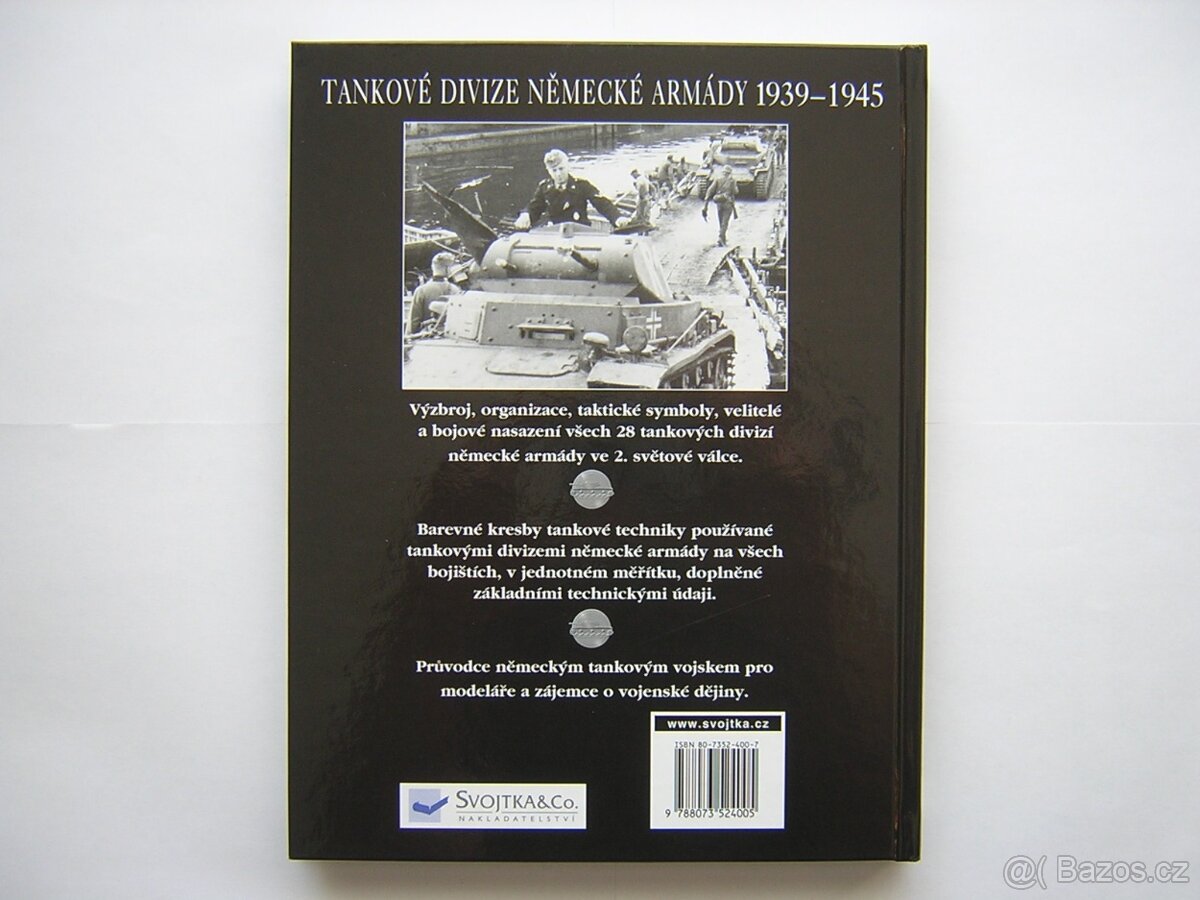 TANKOVÉ DIVIZE NĚMECKÉ ARMÁDY 1939–1945
Výzbroj, organizace, taktické symboly, velitelé
a bojové nasazení všech 28 tankových divizí
německé armády ve 2. světové válce.
Barevné kresby tankové techniky používané
tankovými divizemi německé armády na všech
bojištích, v jednotném měřítku, doplněné
základními technickými údaji.
Průvodce německým tankovým vojskem pro
modeláře a zájemce o vojenské dějiny.
www.svojtka.cz
ISBN 80-7352-400-7
9 788073 524005
SVOJTKA&CO.
NAKLADATELSTVÍ
@( Bazos.cz